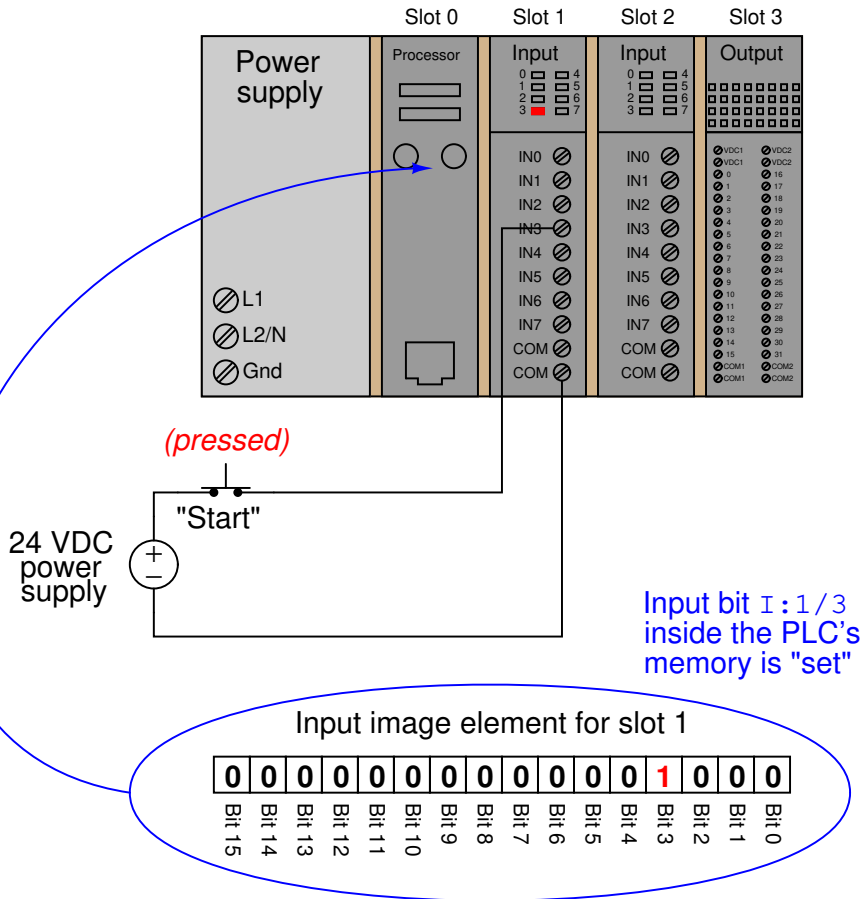 Slot 0 Slot 1 Slot 2 Slot 3
Power
supply
Processor
Input
0 4
1 5
2 6
3 7
Input
0 4
1 5
2 6
3 7
Output
IN0
IN1
IN2
IN3
IN4
IN5
IN6
IN7
COM
COM
IN0
IN1
IN2
IN3
IN4
IN5
IN6
IN7
COM
COM
VDC1 VDC2
VDC1 VDC2
0 16
1 17
2 18
3 19
4 20
5 21
6 22
7 23
8 24
9 25
10 26
11 27
12 28
13 29
14 30
15 31
COM1 COM2
COM1 COM2
L1
L2/N
Gnd
(pressed)
"Start"
24 VDC
power
supply
+
−
Input bit I:1/3
inside the PLC's
memory is "set"
Input image element for slot 1
0 0 0 0 0 0 0 0 0 0 0 0 1 0 0 0
Bit 15 Bit 14 Bit 13 Bit 12 Bit 11 Bit 10 Bit 9 Bit 8 Bit 7 Bit 6 Bit 5 Bit 4 Bit 3 Bit 2 Bit 1 Bit 0